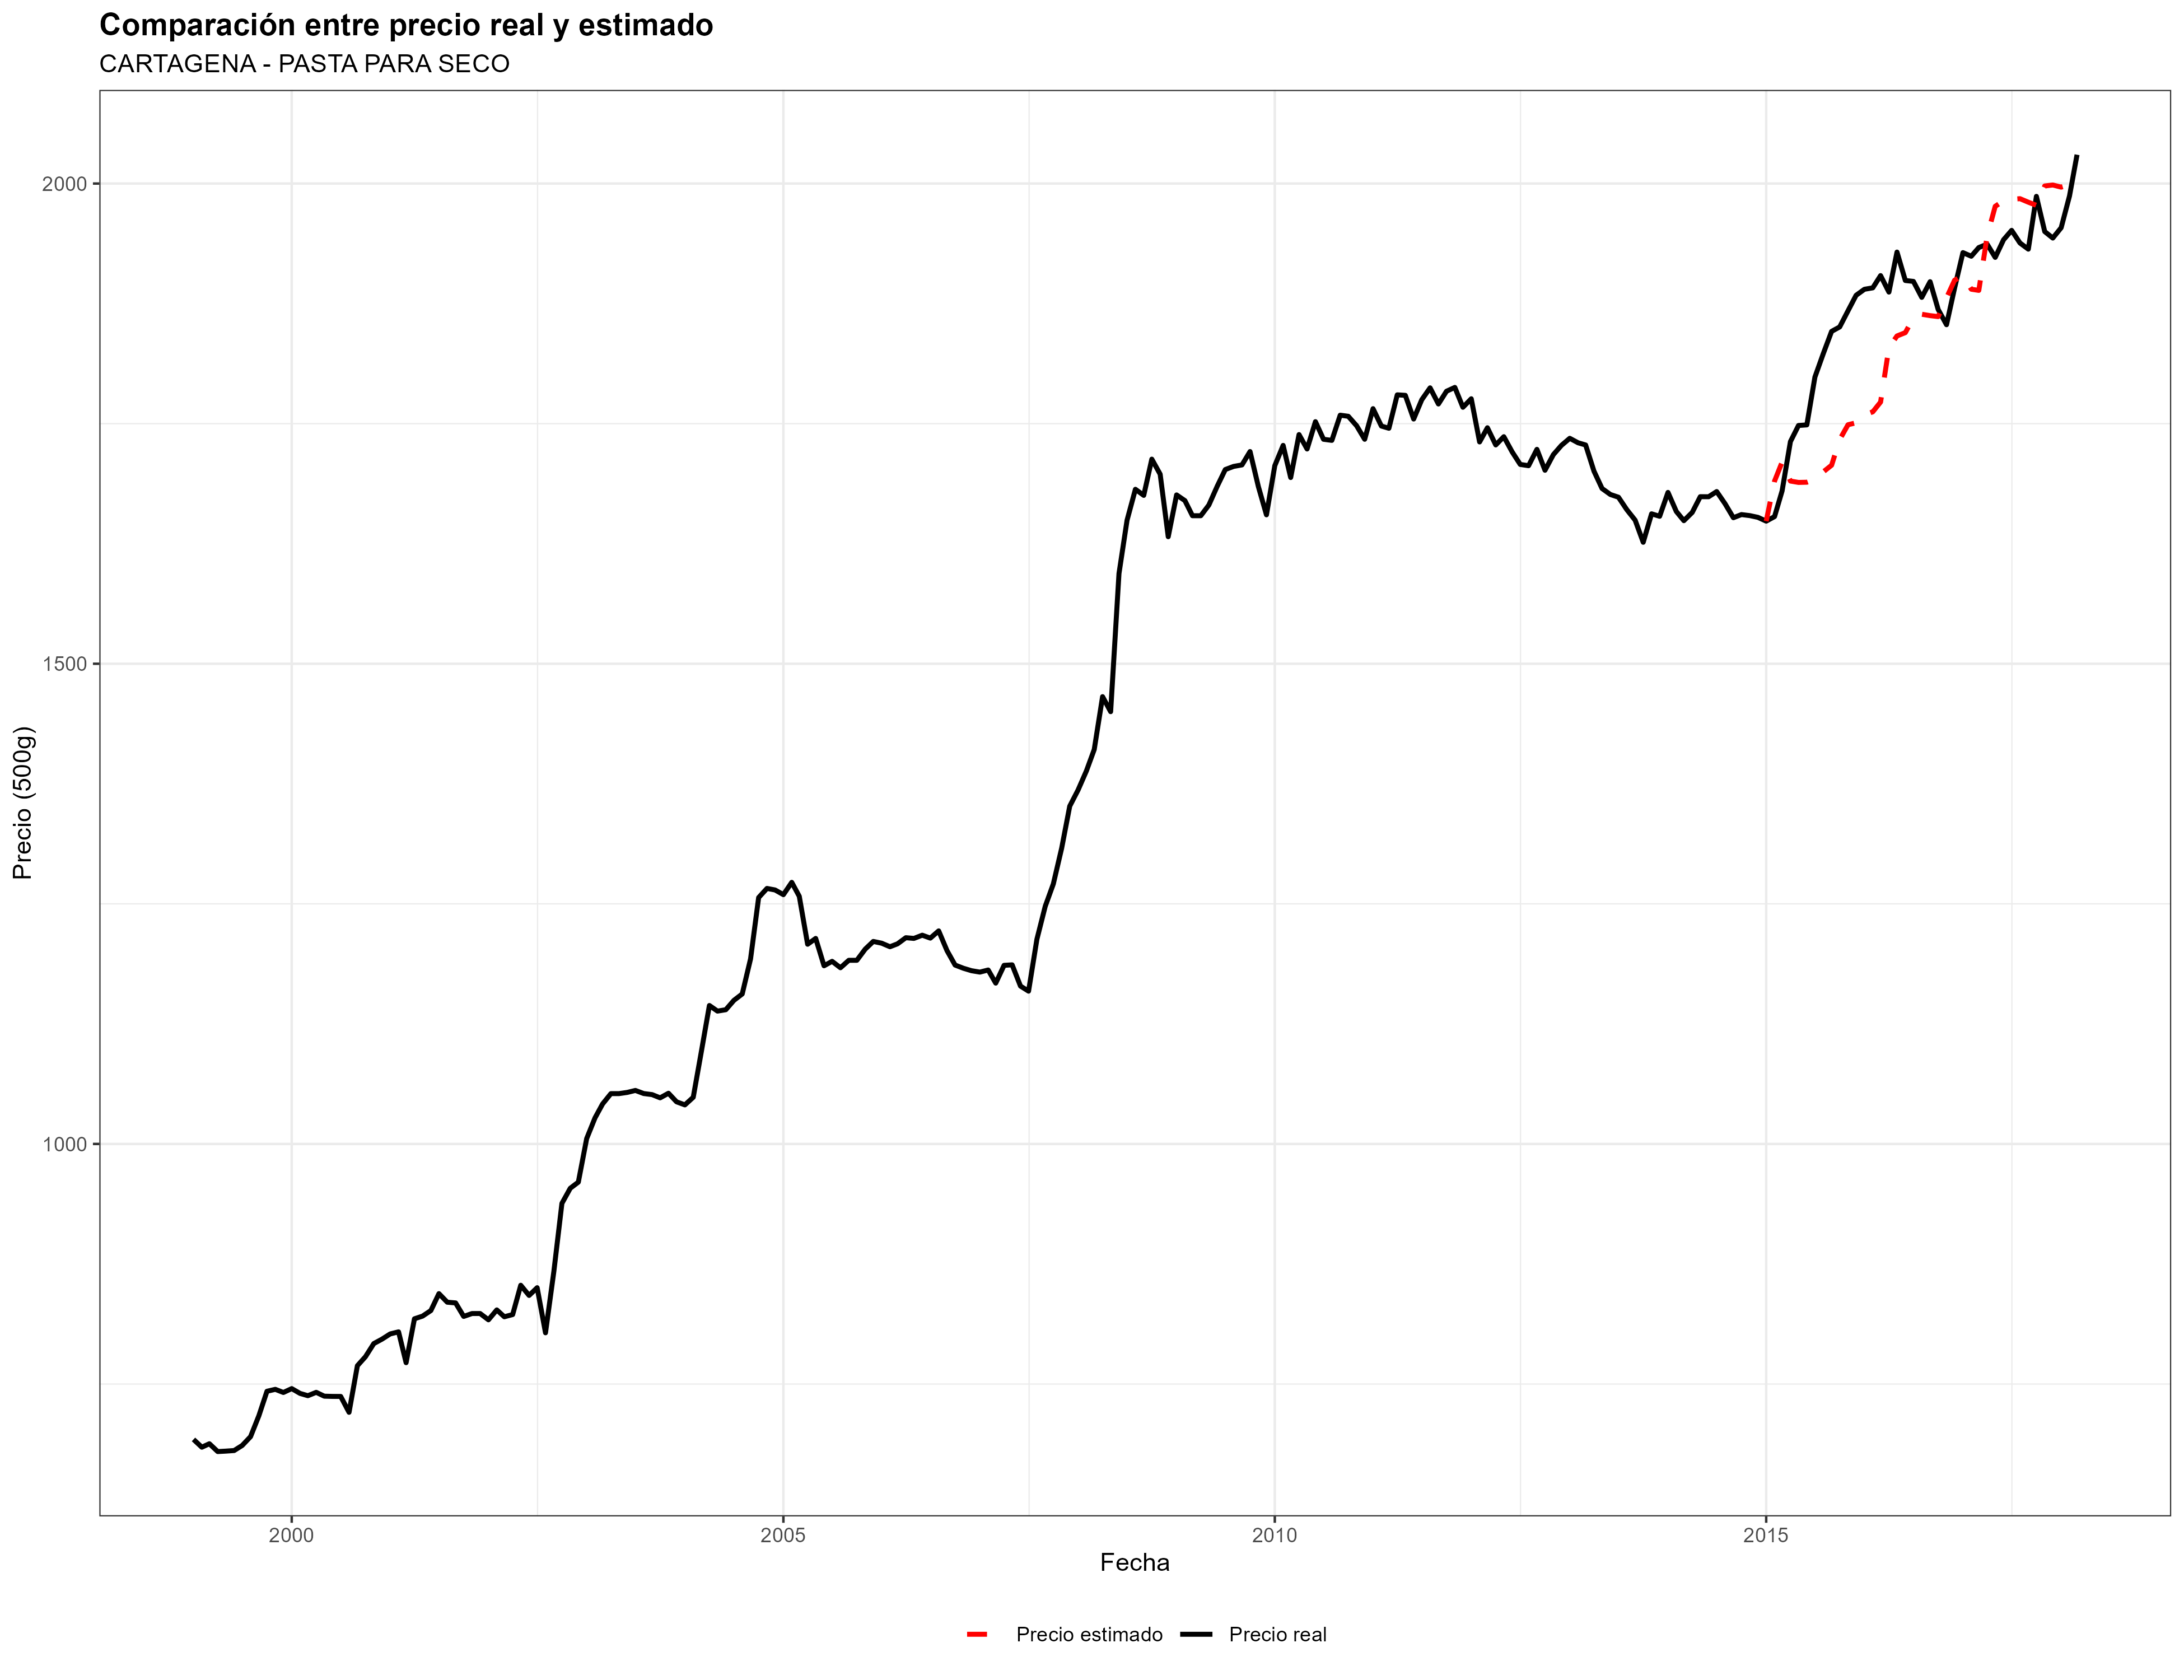 Comparación entre precio real y estimado
CARTAGENA - PASTA PARA SECO
2000
1500
1000
Precio (500g)
2000 2005 2010 2015
Fecha
Precio estimado Precio real